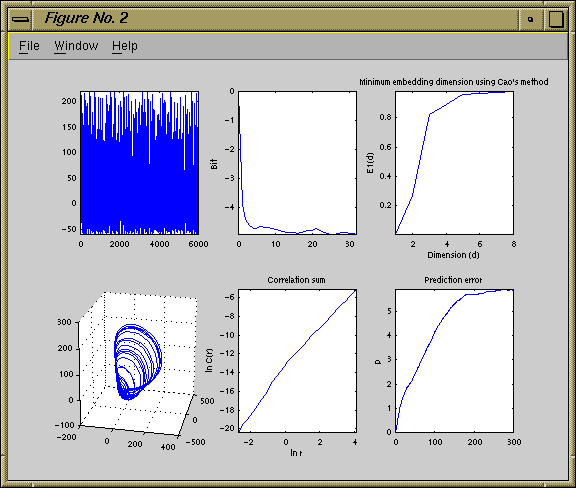 Figure No. 2
File Window Help
Minimum embedding dimension using Cao's method
200
150
100
50
0
-50
0 2000 4000 6000
Bit
0
-1
-2
-3
-4
0 10 20 30
E1(d)
0.8
0.6
0.4
0.2
2 4 6 8
Dimension (d)
300
200
100
0
-100
-200 0 200 400
500
0
-500
Correlation sum
ln C(r)
-6
-8
-10
-12
-14
-16
-18
-20
-2 0 2 4
ln r
Prediction error
p
5
4
3
2
1
0
0 100 200 300